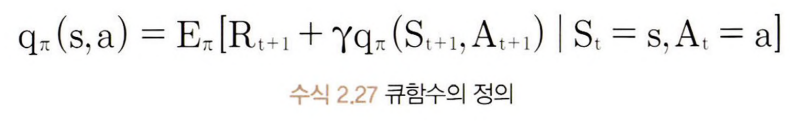 qπ(s,a) = Eπ[Rt+1 + γqπ(St+1,At+1) | St = s, At = a]
수식 2.27 큐함수의 정의